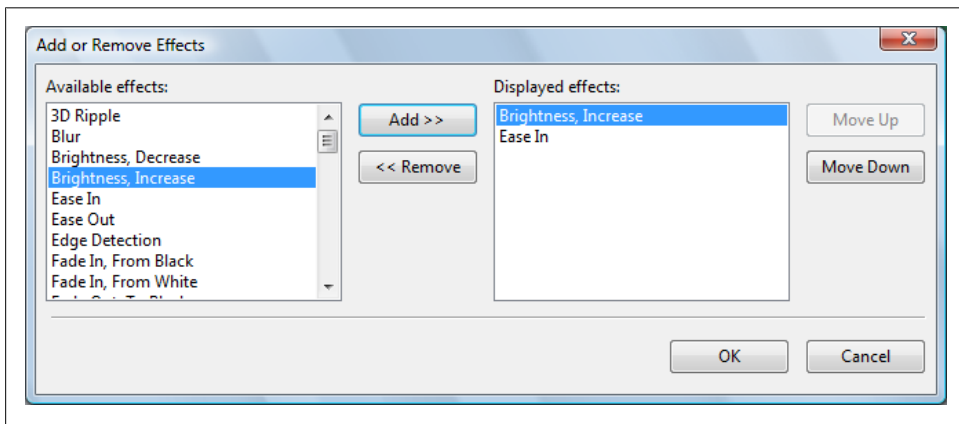 Add or Remove Effects
Available effects:
3D Ripple
Blur
Brightness, Decrease
Brightness, Increase
Ease In
Ease Out
Edge Detection
Fade In, From Black
Fade In, From White
Add >>
<< Remove
Displayed effects:
Brightness, Increase
Ease In
Move Up
Move Down
OK
Cancel